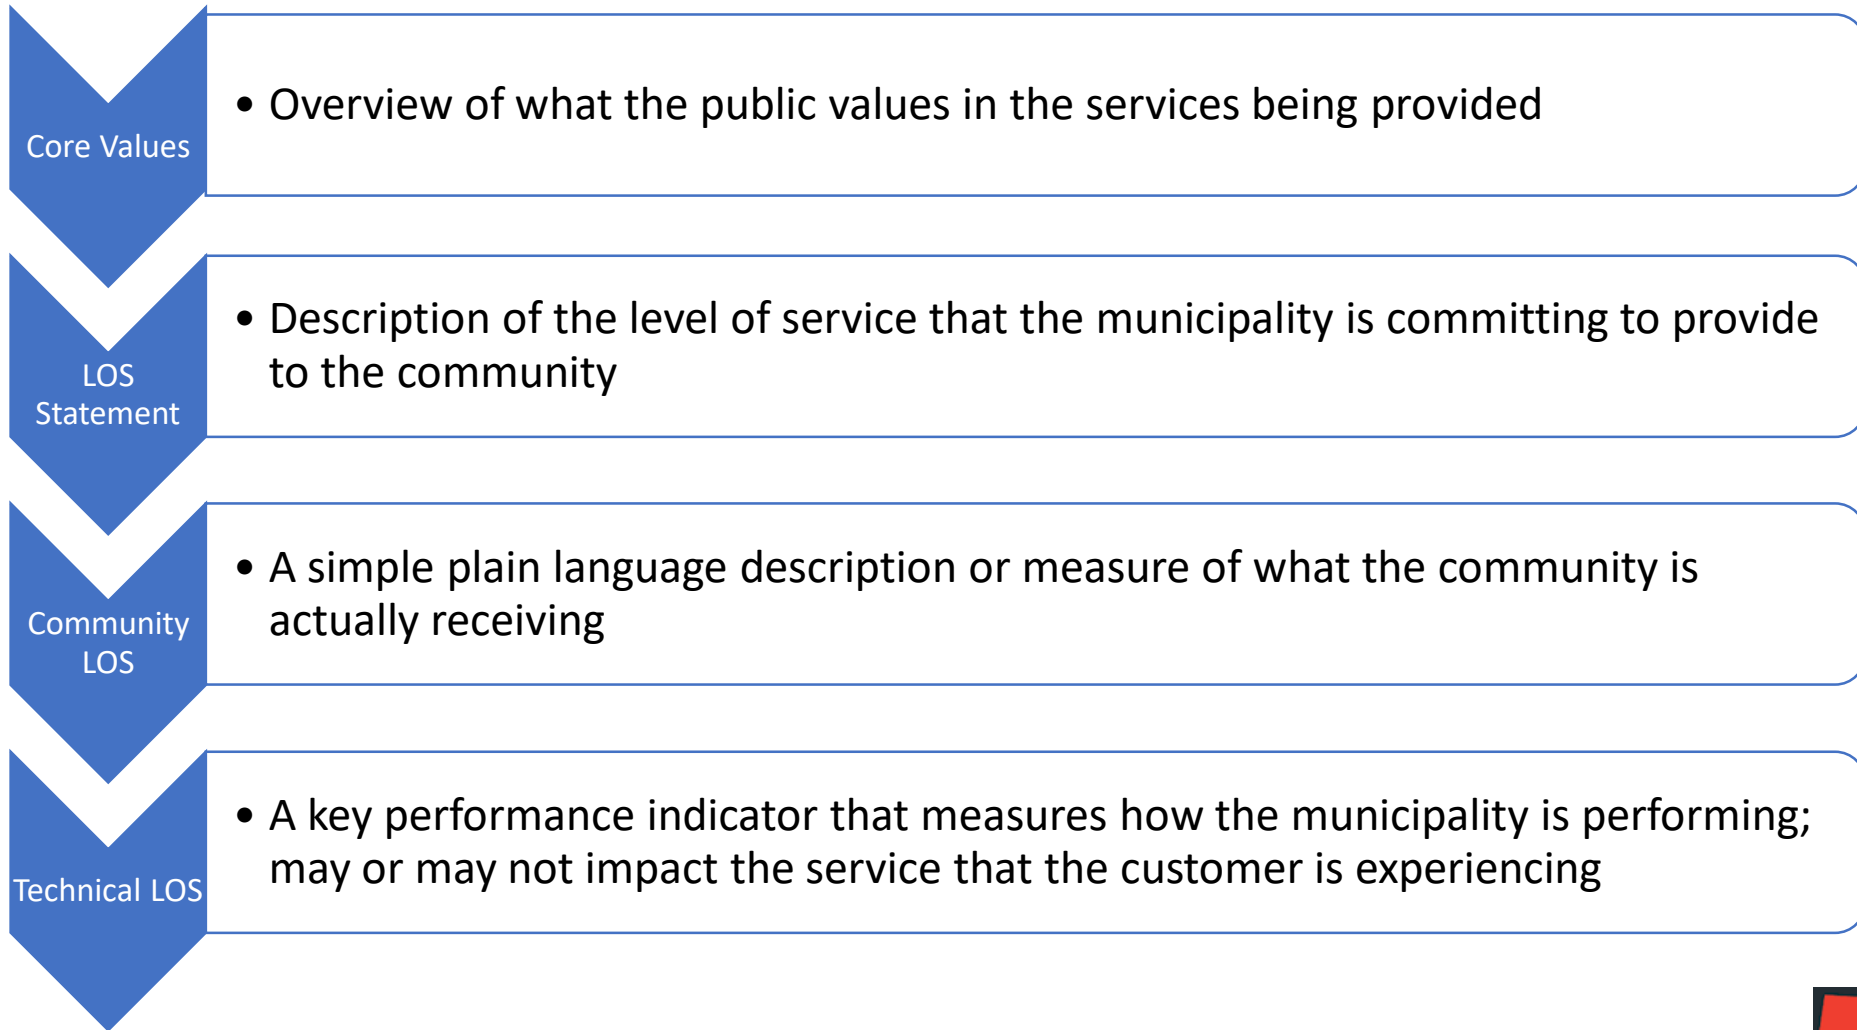 Core Values
• Overview of what the public values in the services being provided
LOS
Statement
• Description of the level of service that the municipality is committing to provide
to the community
Community
LOS
• A simple plain language description or measure of what the community is
actually receiving
Technical LOS
• A key performance indicator that measures how the municipality is performing;
may or may not impact the service that the customer is experiencing